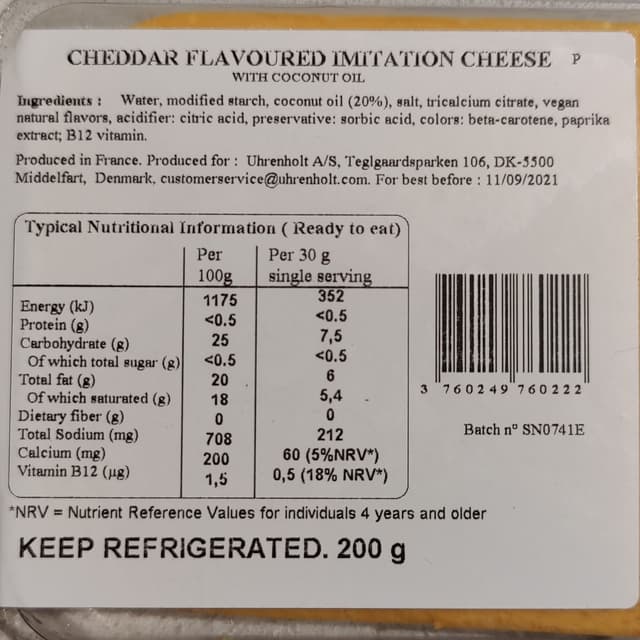 CHEDDAR FLAVOURED IMITATION CHEESE P
WITH COCONUT OIL
Ingredients : Water, modified starch, coconut oil (20%), salt, tricalcium citrate, vegan
natural flavors, acidifier: citric acid, preservative: sorbic acid, colors: beta-carotene, paprika
extract; B12 vitamin.
Produced in France. Produced for : Uhrenholt A/S, Teglgaardsparken 106, DK-5500
Middelfart, Denmark, customerservice@uhrenholt.com. For best before : 11/09/2021
Typical Nutritional Information ( Ready to eat)
Per 100g Per 30 g single serving
Energy (kJ) 1175 352
Protein (g) <0.5 <0.5
Carbohydrate (g) 25 7,5
Of which total sugar (g) <0.5 <0.5
Total fat (g) 20 6
Of which saturated (g) 18 5,4
Dietary fiber (g) 0 0
Total Sodium (mg) 708 212
Calcium (mg) 200 60 (5%NRV*)
Vitamin B12 (µg) 1,5 0,5 (18% NRV*)
3 760249 760222
Batch n° SN0741E
*NRV = Nutrient Reference Values for individuals 4 years and older
KEEP REFRIGERATED. 200 g